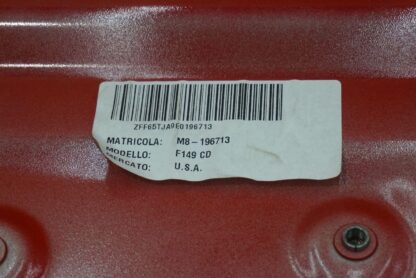 ZFF65TJA9E0196713
MATRICOLA: M8-196713
MODELLO: F149 CD
MERCATO: U.S.A.